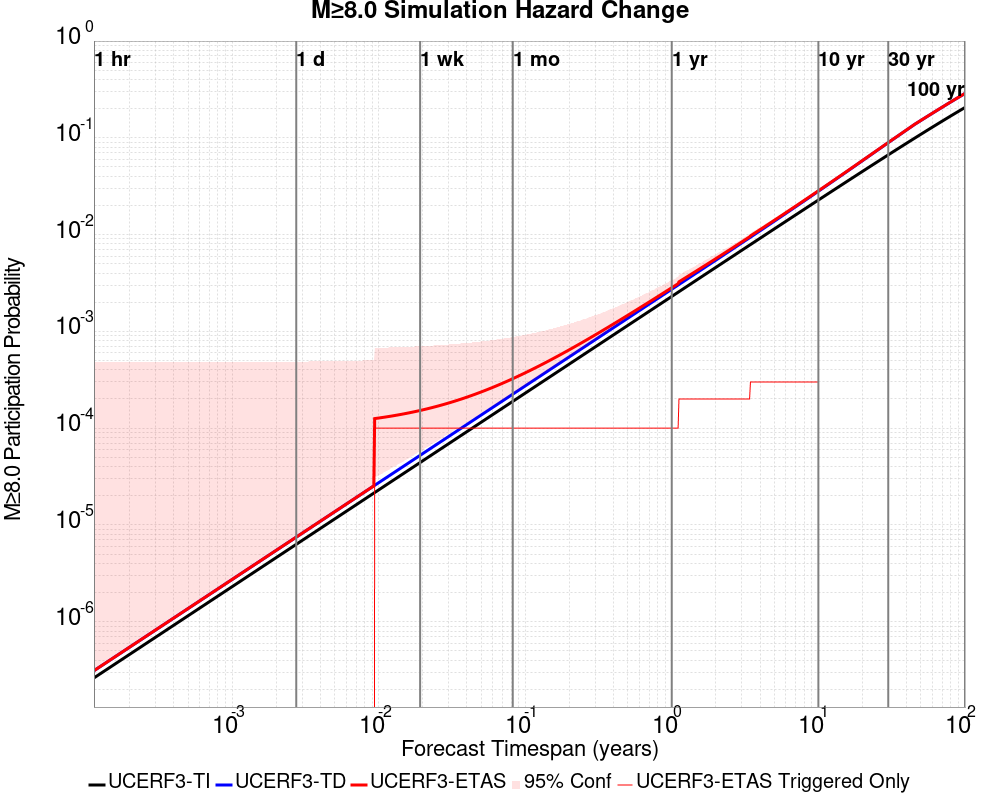 M≥8.0 Simulation Hazard Change
1 hr 1 d 1 wk 1 mo 1 yr 10 yr 30 yr
100 yr
10^0
10^-1
10^-2
10^-3
10^-4
10^-5
10^-6
M≥8.0 Participation Probability
10^-3 10^-2 10^-1 10^0 10^1 10^2
Forecast Timespan (years)
UCERF3-TI UCERF3-TD UCERF3-ETAS 95% Conf UCERF3-ETAS Triggered Only